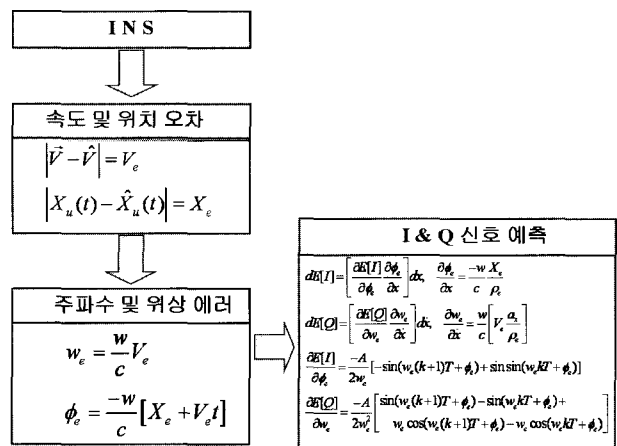 I N S
속도 및 위치 오차
|V⃗ − V̂| = V_e
|X_u(t) − X̂_u(t)| = X_e
주파수 및 위상 에러
w_e = w/c V_e
ϕ_e = −w/c [X_e + V_e t]
I & Q 신호 예측
dE[I] = [∂E[I]/∂ϕ_e ∂ϕ_e/∂x] dx, ∂ϕ_e/∂x = −w/c X_e/ρ_e
dE[Q] = [∂E[Q]/∂w_e ∂w_e/∂x] dx, ∂w_e/∂x = w/c [V_e a_x/ρ_e]
∂E[I]/∂ϕ_e = −A/2w_e [−sin(w_e(k+1)T + ϕ_e) + sin sin(w_e kT + ϕ_e)]
∂E[Q]/∂w_e = −A/2w_e² [sin(w_e(k+1)T + ϕ_e) − sin(w_e kT + ϕ_e) +
w_e cos(w_e(k+1)T + ϕ_e) − w_e cos(w_e kT + ϕ_e)]